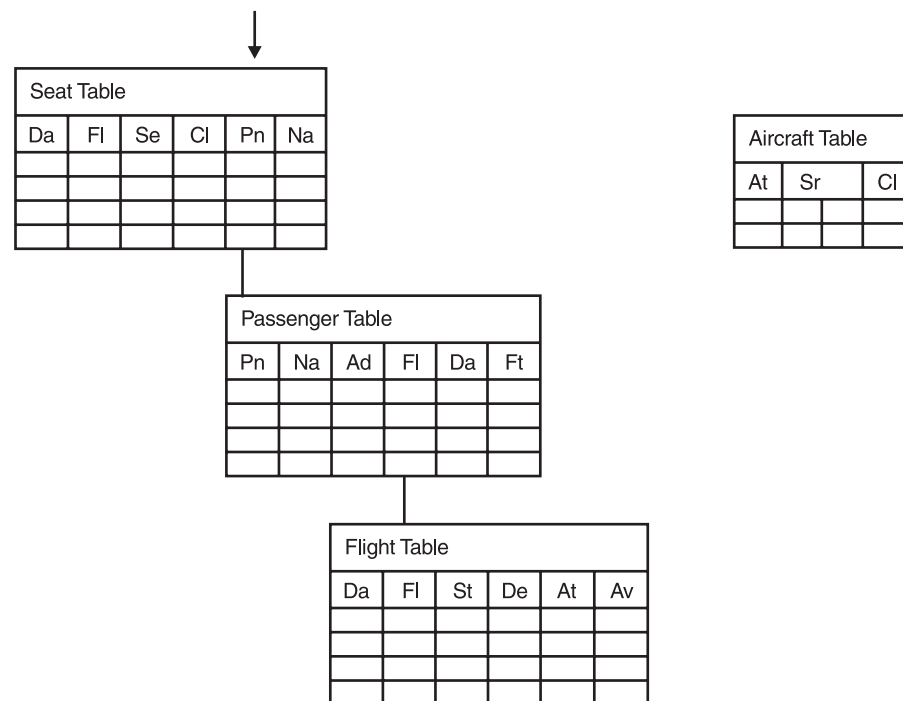 Seat Table
Da Fl Se Cl Pn Na
Aircraft Table
At Sr Cl
Passenger Table
Pn Na Ad Fl Da Ft
Flight Table
Da Fl St De At Av